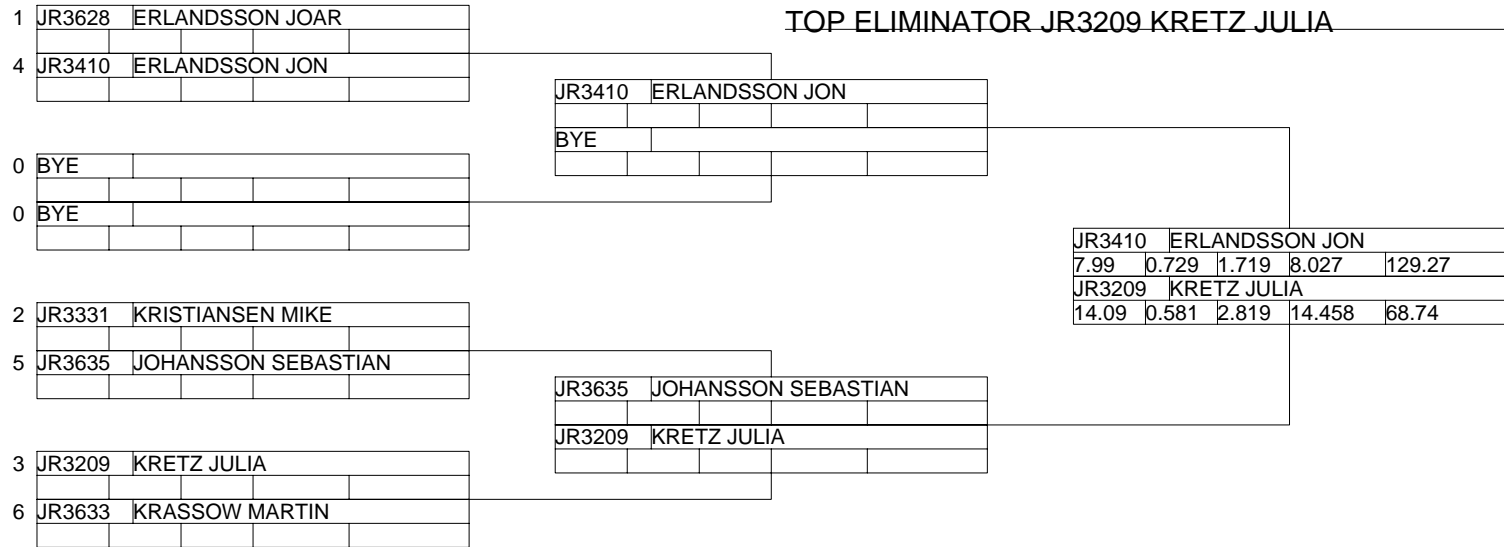 TOP ELIMINATOR JR3209 KRETZ JULIA
1 JR3628 ERLANDSSON JOAR
4 JR3410 ERLANDSSON JON
0 BYE
0 BYE
2 JR3331 KRISTIANSEN MIKE
5 JR3635 JOHANSSON SEBASTIAN
3 JR3209 KRETZ JULIA
6 JR3633 KRASSOW MARTIN
JR3410 ERLANDSSON JON
BYE
JR3635 JOHANSSON SEBASTIAN
JR3209 KRETZ JULIA
JR3410 ERLANDSSON JON
7.99 0.729 1.719 8.027 129.27
JR3209 KRETZ JULIA
14.09 0.581 2.819 14.458 68.74